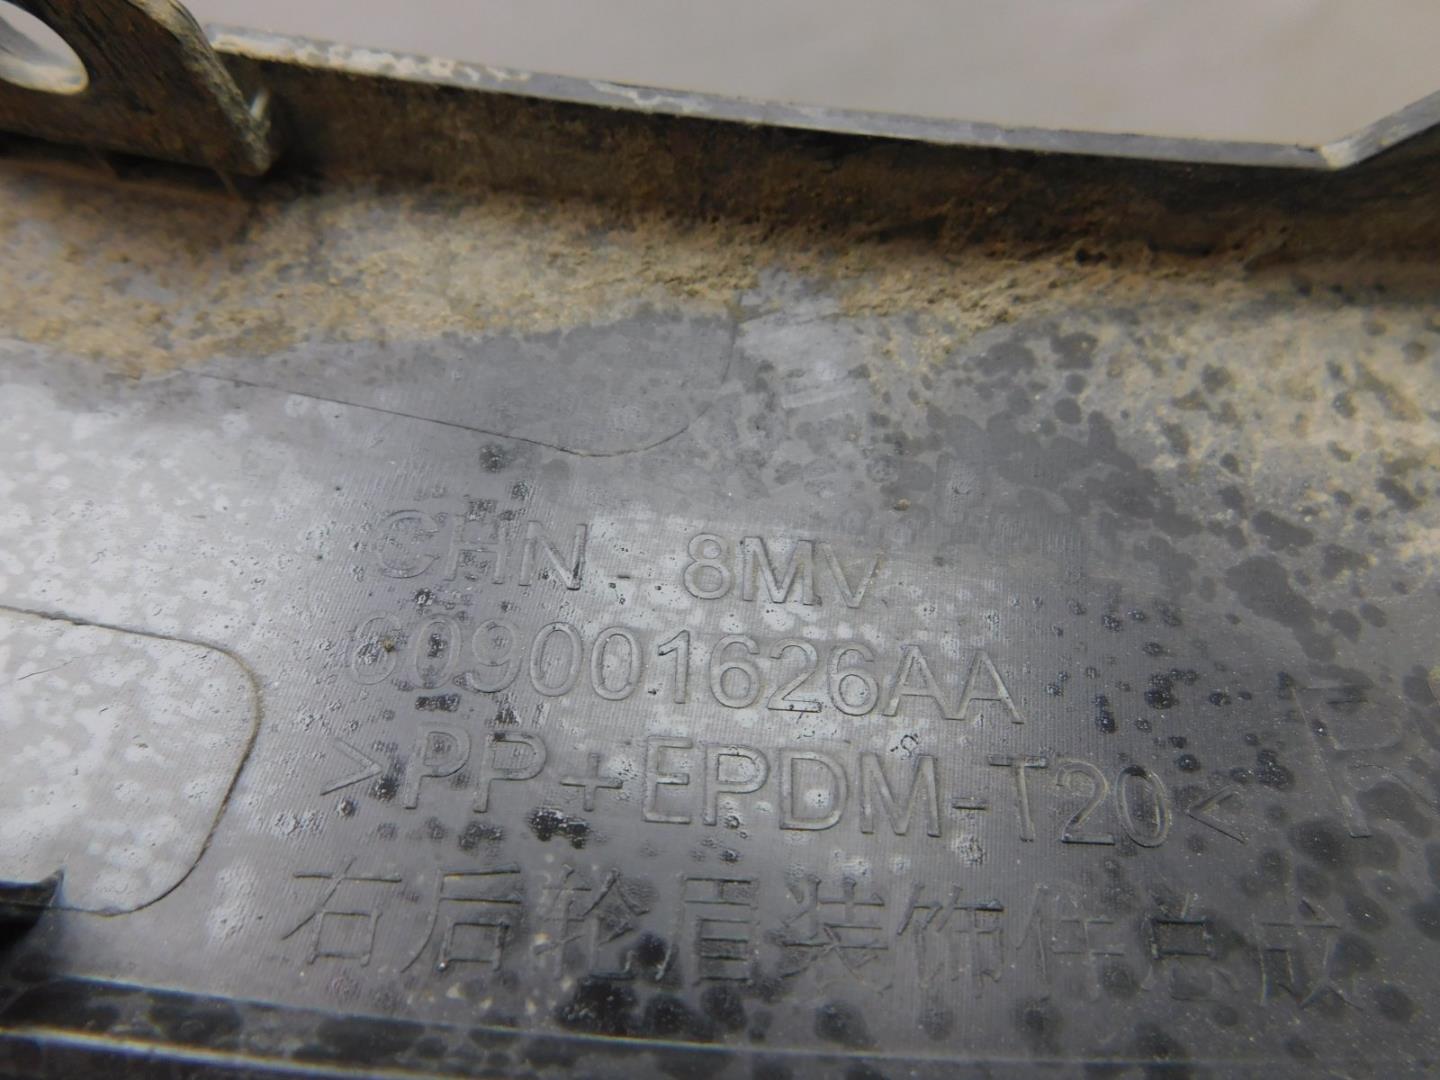 CHN - 8MV
609001626AA
>PP+EPDM-T20<
R
右后轮眉装饰件总成